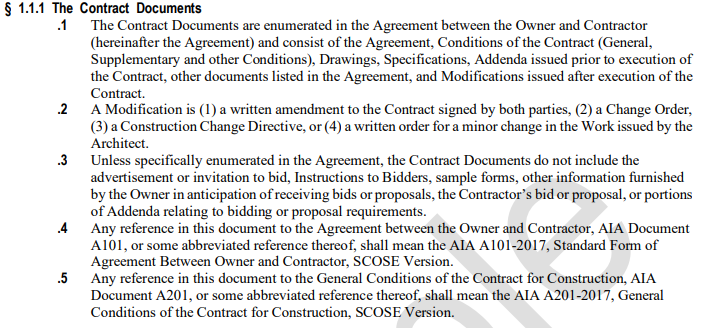 § 1.1.1 The Contract Documents
.1 The Contract Documents are enumerated in the Agreement between the Owner and Contractor
(hereinafter the Agreement) and consist of the Agreement, Conditions of the Contract (General,
Supplementary and other Conditions), Drawings, Specifications, Addenda issued prior to execution of
the Contract, other documents listed in the Agreement, and Modifications issued after execution of the
Contract.
.2 A Modification is (1) a written amendment to the Contract signed by both parties, (2) a Change Order,
(3) a Construction Change Directive, or (4) a written order for a minor change in the Work issued by the
Architect.
.3 Unless specifically enumerated in the Agreement, the Contract Documents do not include the
advertisement or invitation to bid, Instructions to Bidders, sample forms, other information furnished
by the Owner in anticipation of receiving bids or proposals, the Contractor's bid or proposal, or portions
of Addenda relating to bidding or proposal requirements.
.4 Any reference in this document to the Agreement between the Owner and Contractor, AIA Document
A101, or some abbreviated reference thereof, shall mean the AIA A101-2017, Standard Form of
Agreement Between Owner and Contractor, SCOSE Version.
.5 Any reference in this document to the General Conditions of the Contract for Construction, AIA
Document A201, or some abbreviated reference thereof, shall mean the AIA A201-2017, General
Conditions of the Contract for Construction, SCOSE Version.